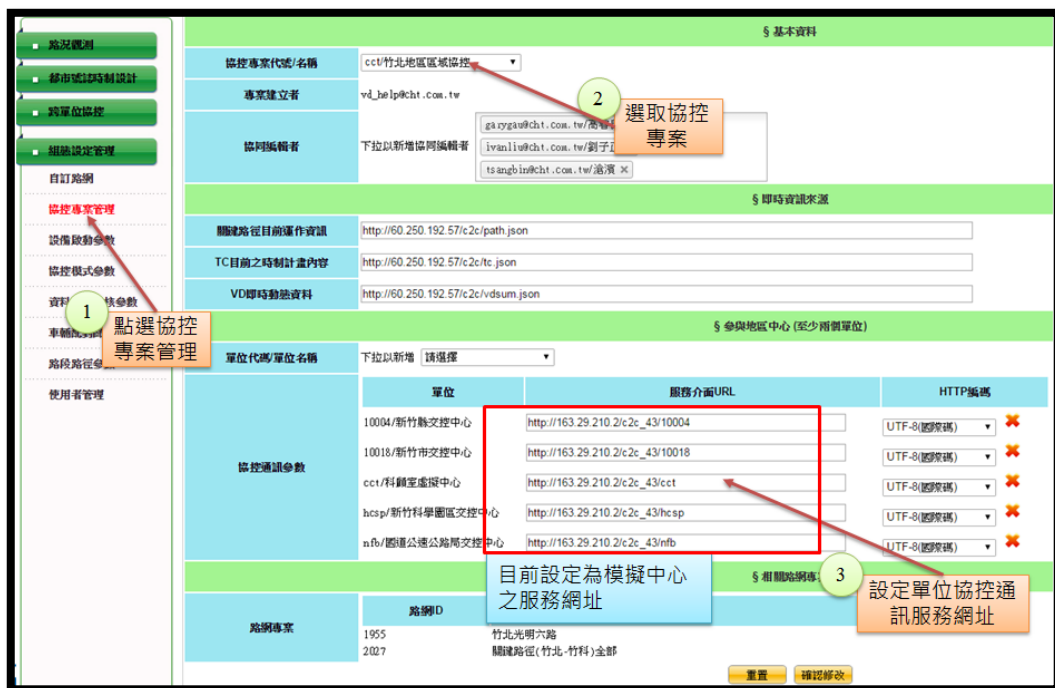 路況觀測
都市號誌時制設計
跨單位協控
組態設定管理
自訂路網
協控專案管理
設備啟動參數
協控模式參數
路段路徑
使用者管理
1
點選協控
專案管理
§ 基本資料
協控專案代號/名稱
cct/竹北地區區域協控
專案建立者
vd_help@cht.com.tw
2
選取協控
專案
協同編輯者
下拉以新增協同編輯者
garygau@cht.com.tw/
ivanliu@cht.com.tw/劉子
tsangbin@cht.com.tw/滄濱 ×
§ 即時資訊來源
關鍵路徑目前運作資訊
http://60.250.192.57/c2c/path.json
TC目前之時制計畫內容
http://60.250.192.57/c2c/tc.json
VD即時動態資料
http://60.250.192.57/c2c/vdsum.json
§ 參與地區中心 (至少兩個單位)
單位代碼/單位名稱
下拉以新增 請選擇
協控通訊參數
單位 服務介面URL HTTP編碼
10004/新竹縣交控中心 http://163.29.210.2/c2c_43/10004 UTF-8(國際碼)
10018/新竹市交控中心 http://163.29.210.2/c2c_43/10018 UTF-8(國際碼)
cct/科顧室虛擬中心 http://163.29.210.2/c2c_43/cct UTF-8(國際碼)
hcsp/新竹科學園區交控中心 http://163.29.210.2/c2c_43/hcsp UTF-8(國際碼)
nfb/國道公速公路局交控中心 http://163.29.210.2/c2c_43/nfb UTF-8(國際碼)
目前設定為模擬中心
之服務網址
3
設定單位協控通
訊服務網址
§ 相關路網專
路網專案
路網ID
1955 竹北光明六路
2027 關鍵路徑(竹北-竹科)全部
重置 確認修改